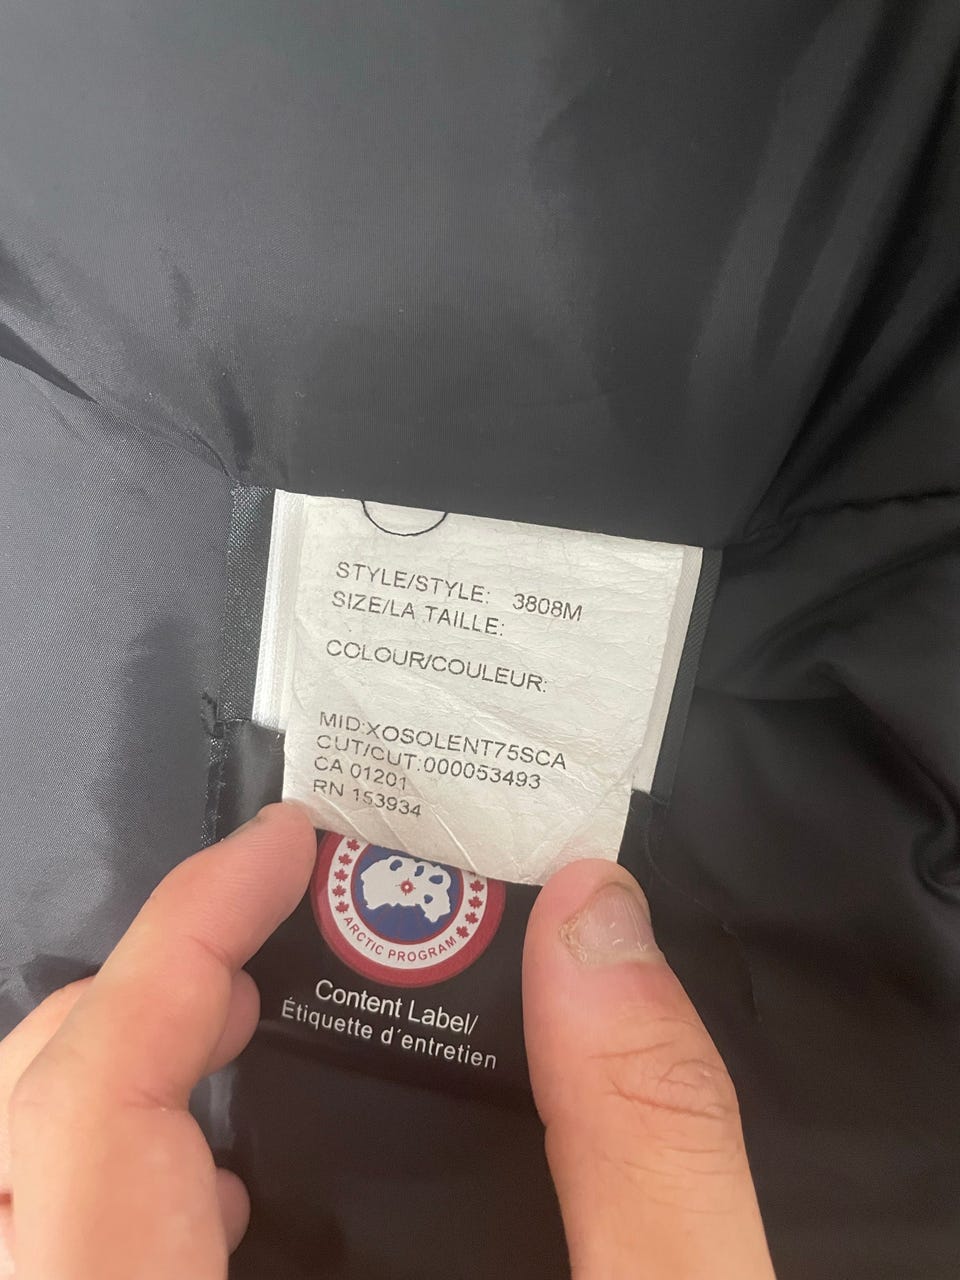 STYLE/STYLE: 3808M
SIZE/LA TAILLE:
COLOUR/COULEUR:
MID:XOSOLENT75SCA
CUT/CUT:000053493
CA 01201
RN 153934
ARCTIC PROGRAM
Content Label/
Étiquette d´entretien